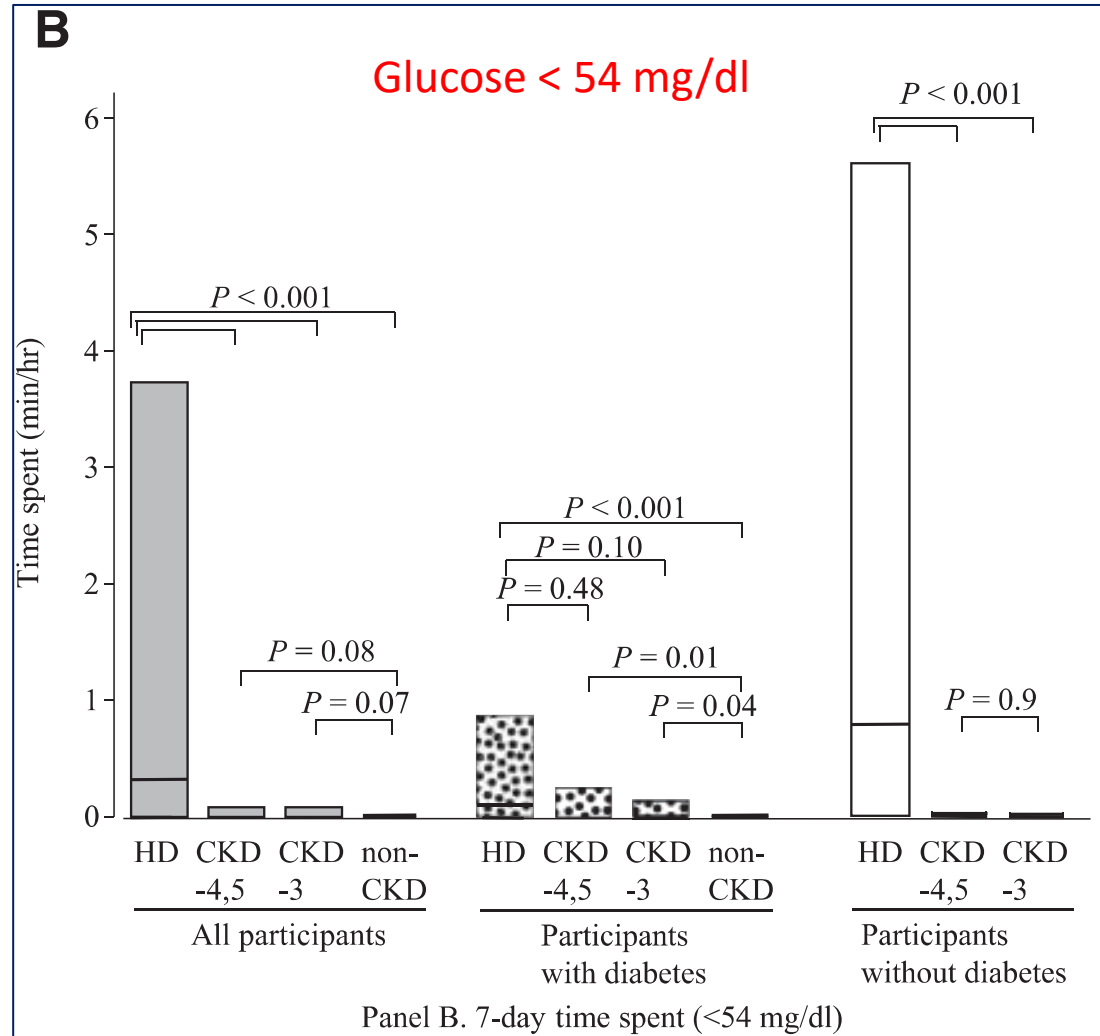 B
Glucose < 54 mg/dl
Time spent (min/hr)
6
5
4
3
2
1
0
P < 0.001
P = 0.08
P = 0.07
P < 0.001
P = 0.10
P = 0.48
P = 0.01
P = 0.04
P < 0.001
P = 0.9
HD CKD CKD non-
-4,5 -3 CKD
All participants
HD CKD CKD non-
-4,5 -3 CKD
Participants
with diabetes
HD CKD CKD
-4,5 -3
Participants
without diabetes
Panel B. 7-day time spent (<54 mg/dl)